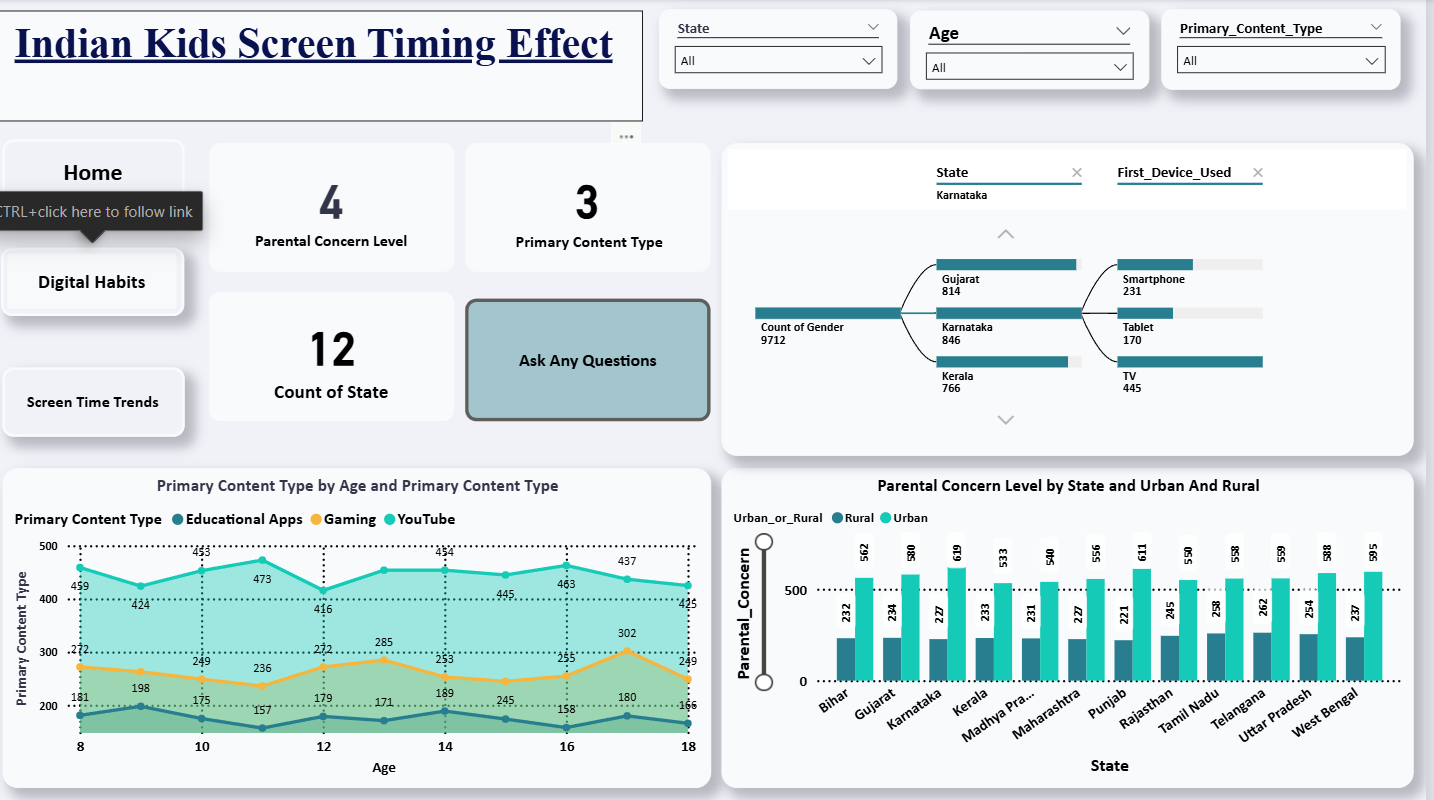 Indian Kids Screen Timing Effect
State
All
Age
All
Primary_Content_Type
All
Home
CTRL+click here to follow link
Digital Habits
Screen Time Trends
4
Parental Concern Level
3
Primary Content Type
12
Count of State
Ask Any Questions
State
Karnataka
First_Device_Used
Count of Gender
9712
Gujarat
814
Karnataka
846
Kerala
766
Smartphone
231
Tablet
170
TV
445
Primary Content Type by Age and Primary Content Type
Primary Content Type Educational Apps Gaming YouTube
Primary Content Type
500
400
300
200
459
424
453
473
416
454
445
463
437
425
272
249
236
272
285
253
245
255
302
249
181
198
175
157
179
171
189
158
180
166
8 10 12 14 16 18
Age
Parental Concern Level by State and Urban And Rural
Urban_or_Rural Rural Urban
Parental_Concern
500
0
232 562
234 580
227 619
233 533
231 540
227 556
221 611
245 550
258 558
262 559
254 588
237 595
Bihar
Gujarat
Karnataka
Kerala
Madhya Pra...
Maharashtra
Punjab
Rajasthan
Tamil Nadu
Telangana
Uttar Pradesh
West Bengal
State